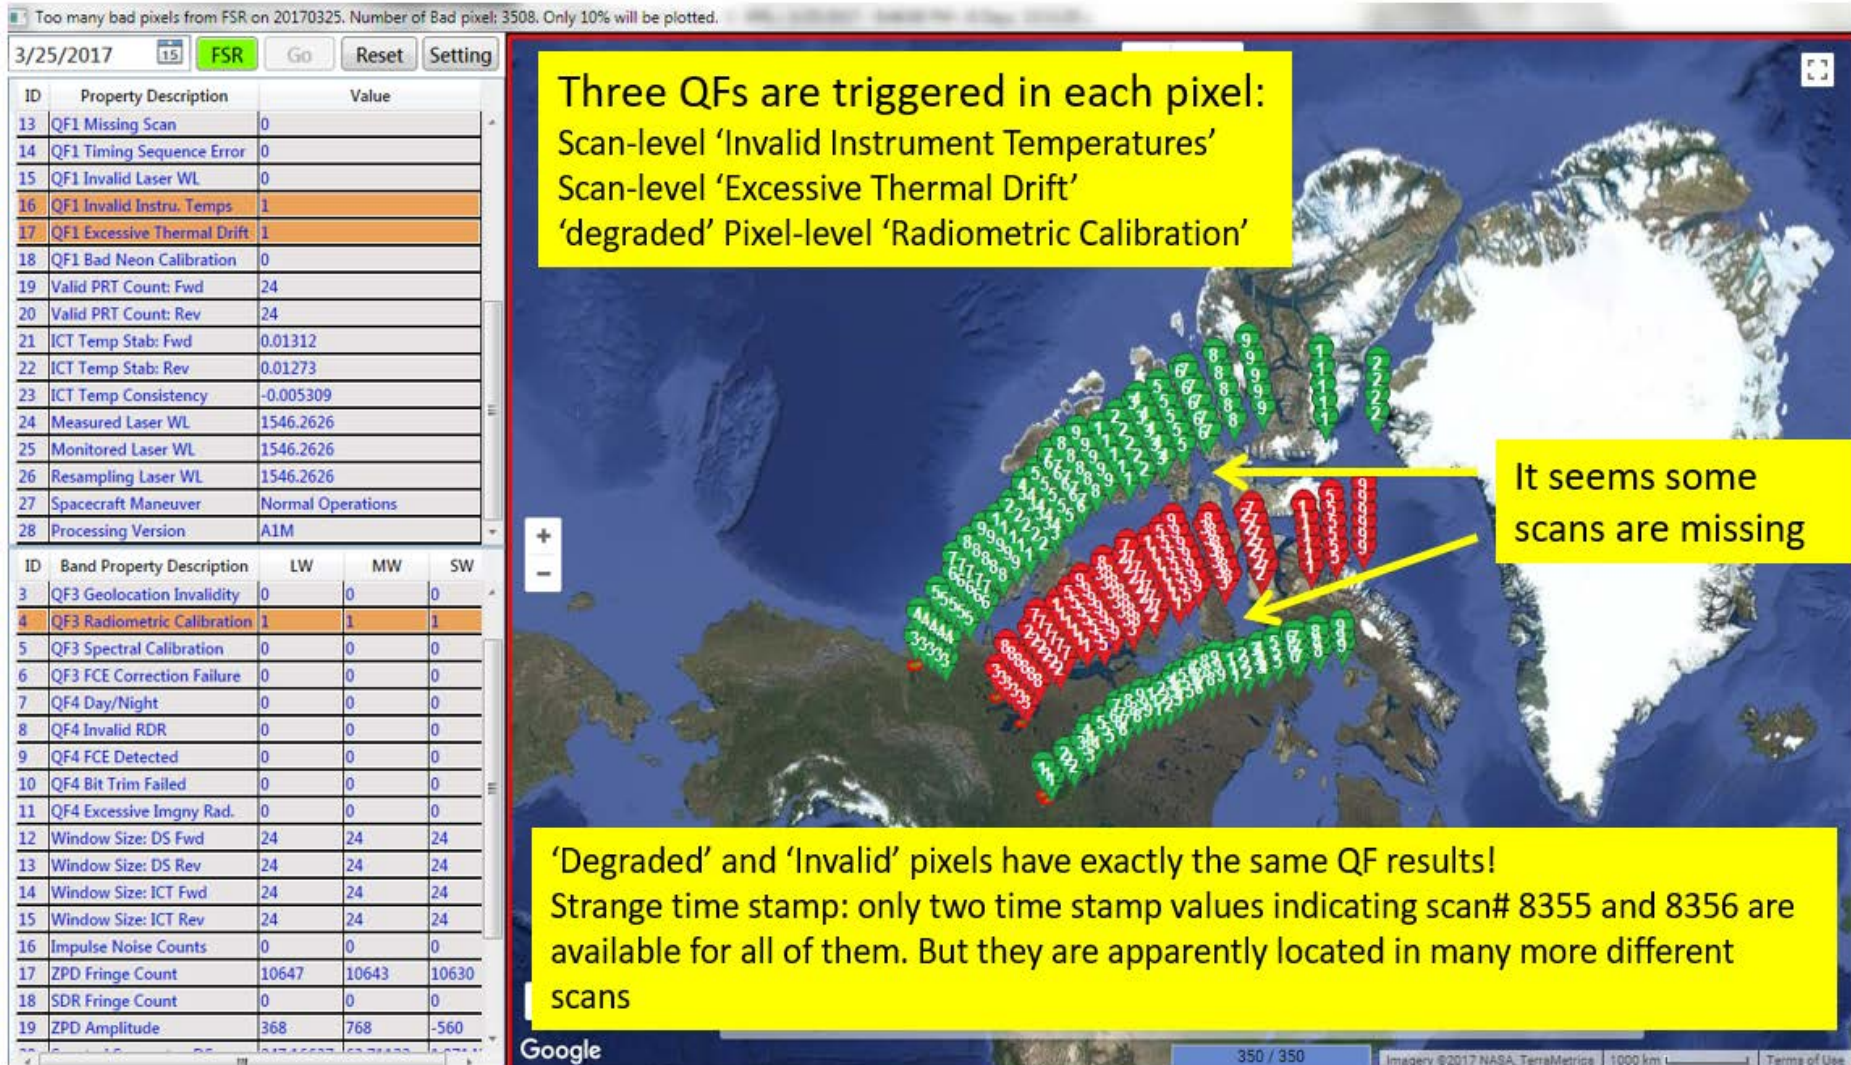 Too many bad pixels from FSR on 20170325. Number of Bad pixel: 3508. Only 10% will be plotted.
3/25/2017 15 FSR Go Reset Setting
ID Property Description Value
13 QF1 Missing Scan 0
14 QF1 Timing Sequence Error 0
15 QF1 Invalid Laser WL 0
16 QF1 Invalid Instru. Temps 1
17 QF1 Excessive Thermal Drift 1
18 QF1 Bad Neon Calibration 0
19 Valid PRT Count: Fwd 24
20 Valid PRT Count: Rev 24
21 ICT Temp Stab: Fwd 0.01312
22 ICT Temp Stab: Rev 0.01273
23 ICT Temp Consistency -0.005309
24 Measured Laser WL 1546.2626
25 Monitored Laser WL 1546.2626
26 Resampling Laser WL 1546.2626
27 Spacecraft Maneuver Normal Operations
28 Processing Version A1M
ID Band Property Description LW MW SW
3 QF3 Geolocation Invalidity 0 0 0
4 QF3 Radiometric Calibration 1 1 1
5 QF3 Spectral Calibration 0 0 0
6 QF3 FCE Correction Failure 0 0 0
7 QF4 Day/Night 0 0 0
8 QF4 Invalid RDR 0 0 0
9 QF4 FCE Detected 0 0 0
10 QF4 Bit Trim Failed 0 0 0
11 QF4 Excessive Imgny Rad. 0 0 0
12 Window Size: DS Fwd 24 24 24
13 Window Size: DS Rev 24 24 24
14 Window Size: ICT Fwd 24 24 24
15 Window Size: ICT Rev 24 24 24
16 Impulse Noise Counts 0 0 0
17 ZPD Fringe Count 10647 10643 10630
18 SDR Fringe Count 0 0 0
19 ZPD Amplitude 368 768 -560
Three QFs are triggered in each pixel:
Scan-level ‘Invalid Instrument Temperatures’
Scan-level ‘Excessive Thermal Drift’
‘degraded’ Pixel-level ‘Radiometric Calibration’
It seems some
scans are missing
‘Degraded’ and ‘Invalid’ pixels have exactly the same QF results!
Strange time stamp: only two time stamp values indicating scan# 8355 and 8356 are
available for all of them. But they are apparently located in many more different
scans
Google
350 / 350
Imagery ©2017 NASA, TerraMetrics 1000 km Terms of Use